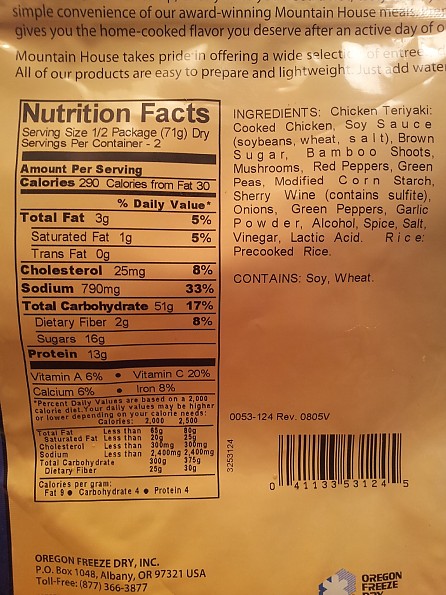 simple convenience of our award-winning Mountain House meals.
gives you the home-cooked flavor you deserve after an active day of o
Mountain House takes pride in offering a wide selectic of entree
All of our products are easy to prepare and lightweight. Just add water
Nutrition Facts
Serving Size 1/2 Package (71g) Dry
Servings Per Container - 2
Amount Per Serving
Calories 290 Calories from Fat 30
% Daily Value*
Total Fat 3g 5%
Saturated Fat 1g 5%
Trans Fat 0g
Cholesterol 25mg 8%
Sodium 790mg 33%
Total Carbohydrate 51g 17%
Dietary Fiber 2g 8%
Sugars 16g
Protein 13g
Vitamin A 6% • Vitamin C 20%
Calcium 6% • Iron 8%
*Percent Daily Values are based on a 2,000
calorie diet. Your daily values may be higher
or lower depending on your calorie needs:
Calories: 2,000 2,500
Total Fat Less than 65g 80g
Saturated Fat Less than 20g 25g
Cholesterol Less than 300mg 300mg
Sodium Less than 2,400mg 2,400mg
Total Carbohydrate 300g 375g
Dietary Fiber 25g 30g
Calories per gram:
Fat 9 • Carbohydrate 4 • Protein 4
INGREDIENTS: Chicken Teriyaki:
Cooked Chicken, Soy Sauce
(soybeans, wheat, salt), Brown
Sugar, Bamboo Shoots,
Mushrooms, Red Peppers, Green
Peas, Modified Corn Starch,
Sherry Wine (contains sulfite),
Onions, Green Peppers, Garlic
Powder, Alcohol, Spice, Salt,
Vinegar, Lactic Acid. Rice:
Precooked Rice.
CONTAINS: Soy, Wheat.
0053-124 Rev. 0805V
3253124
0 41133 53124 5
OREGON FREEZE DRY, INC.
P.O. Box 1048, Albany, OR 97321 USA
Toll-Free: (877) 366-3877
OREGON
FREEZE
DRY